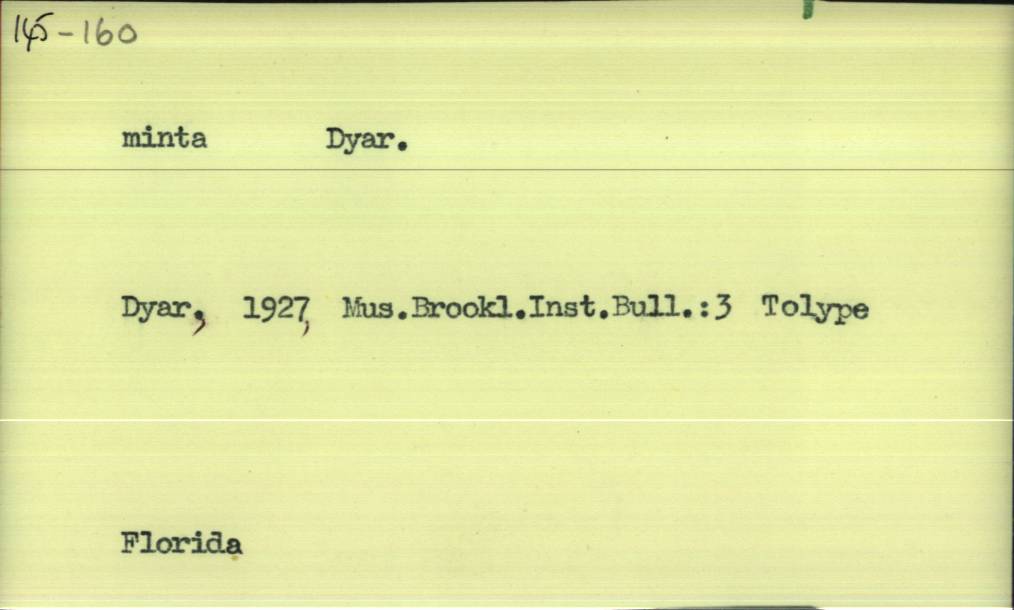 145-160
minta Dyar.
Dyar, 1927, Mus.Brookl.Inst.Bull.:3 Tolype
Florida